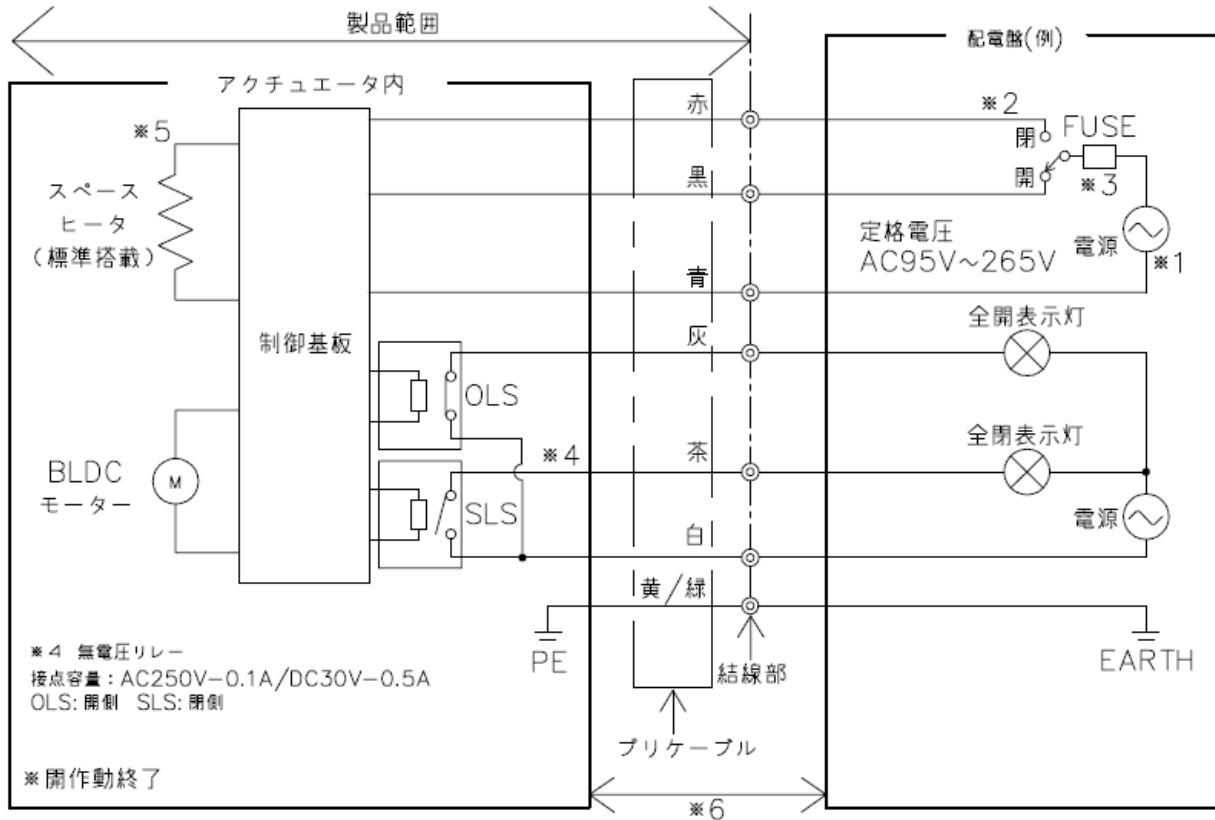 製品範囲
配電盤(例)
アクチュエータ内
※5
スペース
ヒータ
(標準搭載)
制御基板
BLDC
モーター
M
OLS
SLS
※4
赤
黒
青
灰
茶
白
黄/緑
※2
閉
開
FUSE
※3
定格電圧
AC95V~265V
電源
※1
全開表示灯
全閉表示灯
電源
PE
EARTH
結線部
プリケーブル
※4 無電圧リレー
接点容量:AC250V-0.1A/DC30V-0.5A
OLS:開側 SLS:閉側
※開作動終了
※6